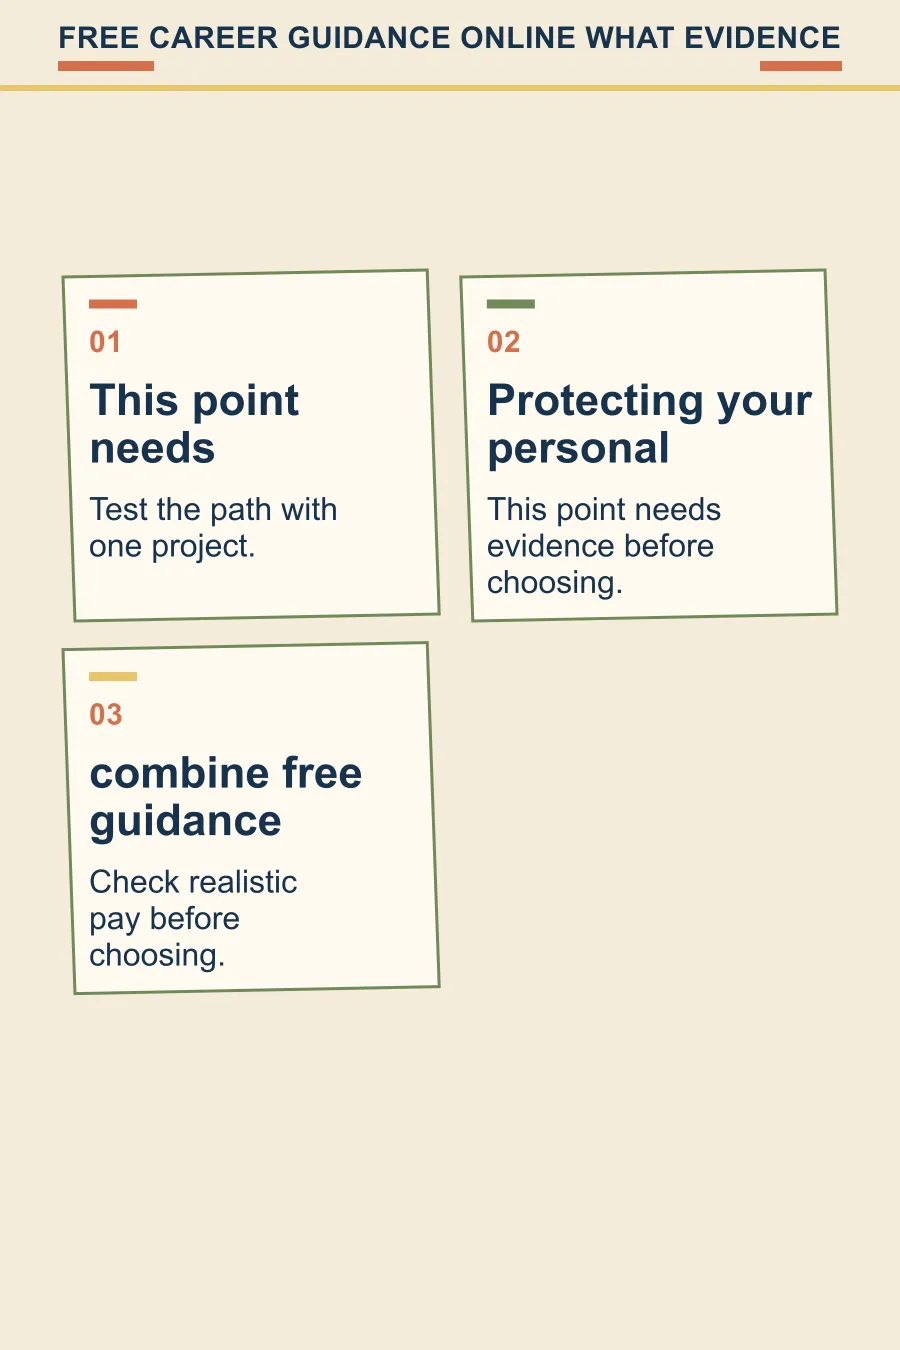 FREE CAREER GUIDANCE ONLINE WHAT EVIDENCE
01
This point
needs
Test the path with
one project.
02
Protecting your
personal
This point needs
evidence before
choosing.
03
combine free
guidance
Check realistic
pay before
choosing.